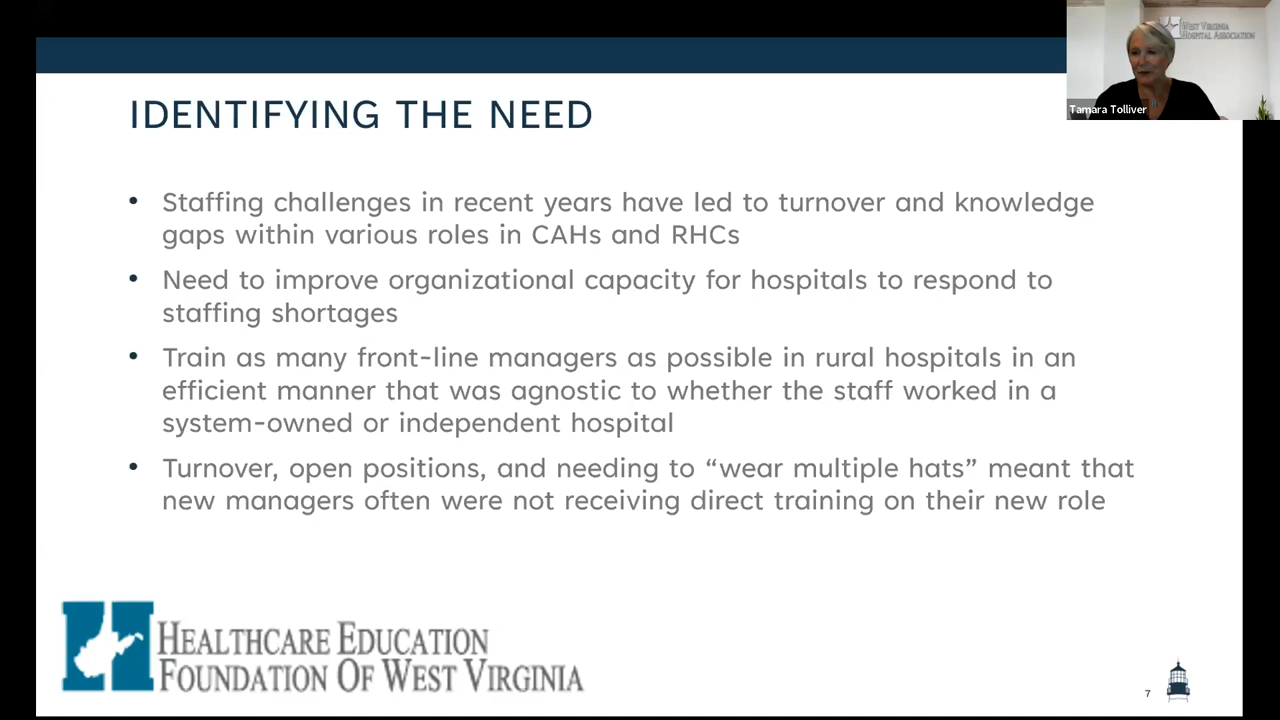 WEST VIRGINIA
HOSPITAL ASSOCIATION
Tamara Tolliver
IDENTIFYING THE NEED
• Staffing challenges in recent years have led to turnover and knowledge
gaps within various roles in CAHs and RHCs
• Need to improve organizational capacity for hospitals to respond to
staffing shortages
• Train as many front-line managers as possible in rural hospitals in an
efficient manner that was agnostic to whether the staff worked in a
system-owned or independent hospital
• Turnover, open positions, and needing to “wear multiple hats” meant that
new managers often were not receiving direct training on their new role
HEALTHCARE EDUCATION
FOUNDATION OF WEST VIRGINIA
7